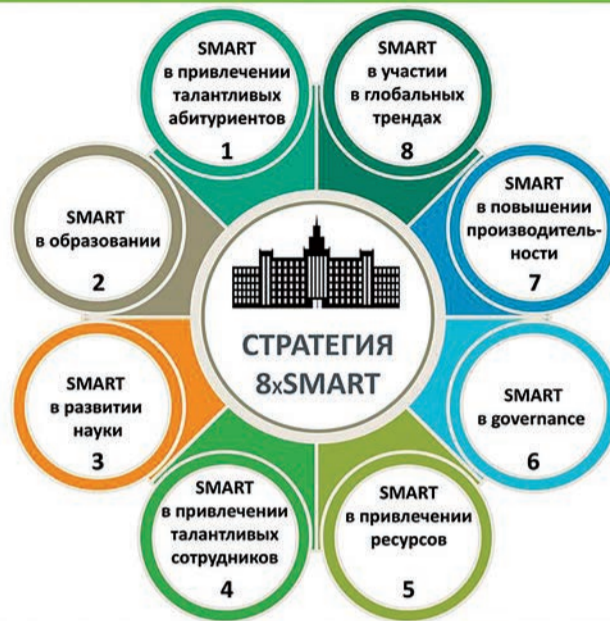 СТРАТЕГИЯ
8xSMART
SMART
в привлечении
талантливых
абитуриентов
1
SMART
в образовании
2
SMART
в развитии
науки
3
SMART
в привлечении
талантливых
сотрудников
4
SMART
в привлечении
ресурсов
5
SMART
в governance
6
SMART
в повышении
производитель-
ности
7
SMART
в участии
в глобальных
трендах
8